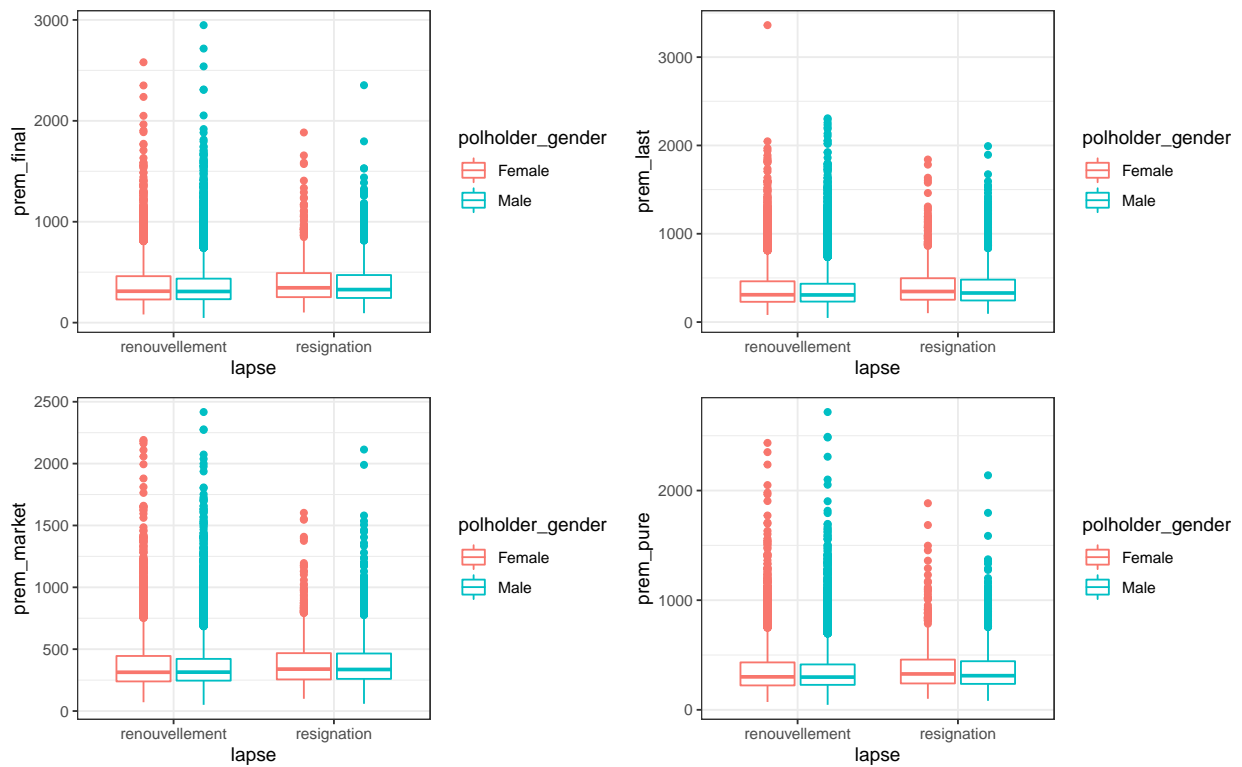 prem_final
3000
2000
1000
0
renouvellement resignation
lapse
polholder_gender
Female
Male
prem_last
3000
2000
1000
0
renouvellement resignation
lapse
polholder_gender
Female
Male
prem_market
2500
2000
1500
1000
500
0
renouvellement resignation
lapse
polholder_gender
Female
Male
prem_pure
2000
1000
0
renouvellement resignation
lapse
polholder_gender
Female
Male